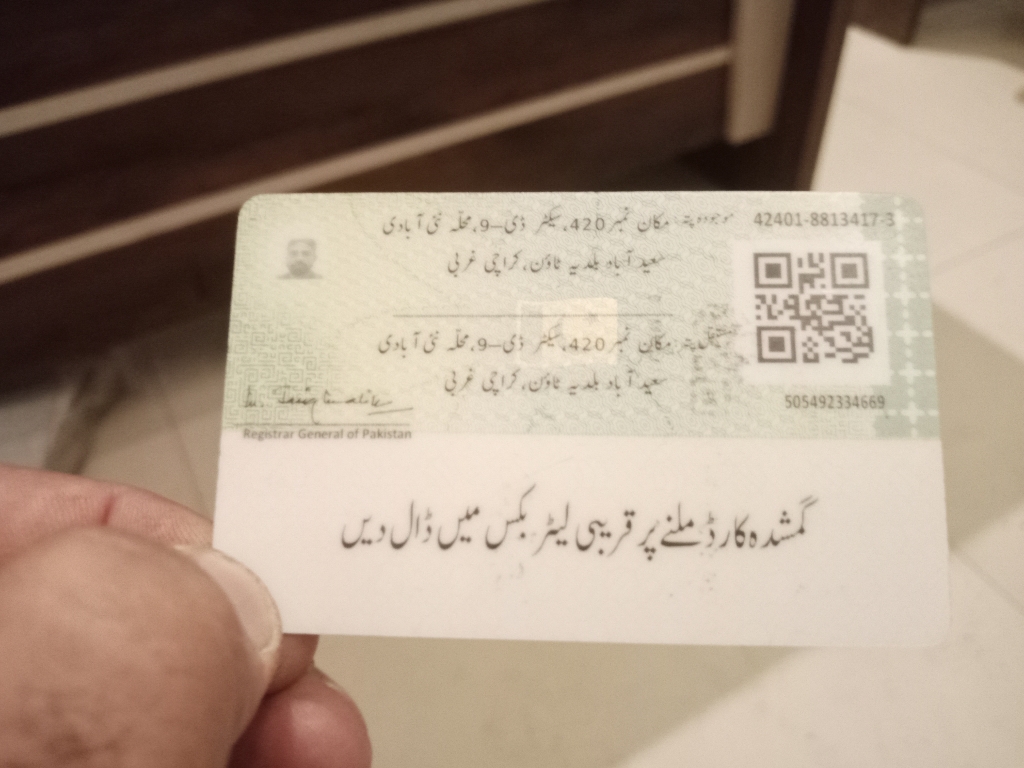 42401-8813417-3
موجودہ پتہ: مکان نمبر 420، سیکٹر ڈی-9، محلہ نئی آبادی
سعید آباد بلدیہ ٹاؤن، کراچی غربی
مستقل پتہ: مکان نمبر 420، سیکٹر ڈی-9، محلہ نئی آبادی
سعید آباد بلدیہ ٹاؤن، کراچی غربی
505492334669
Registrar General of Pakistan
گمشدہ کارڈ ملنے پر قریبی لیٹر بکس میں ڈال دیں